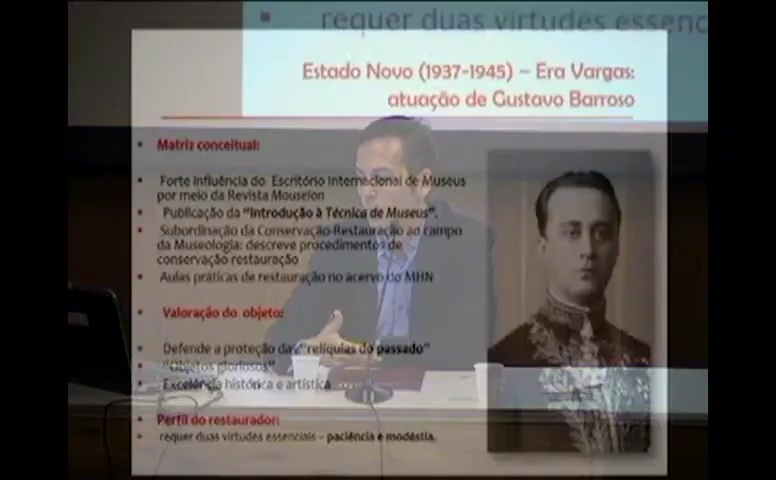 requer duas virtudes essenc
Estado Novo (1937-1945) – Era Vargas:
atuação de Gustavo Barroso
• Matriz conceitual:
• Forte Influência do Escritório Internacional de Museus
por meio da Revista Mouseion
• Publicação da "Introdução à Técnica de Museus".
• Subordinação da Conservação-Restauração ao campo
da Museologia: descreve procedimentos de
conservação restauração
• Aulas práticas de restauração no acervo do MHN
• Valoração do objeto:
• Defende a proteção das "relíquias do passado"
• "Objetos gloriosos"
• Excelência histórica e artística
• Perfil do restaurador:
• requer duas virtudes essenciais – paciência e modéstia.